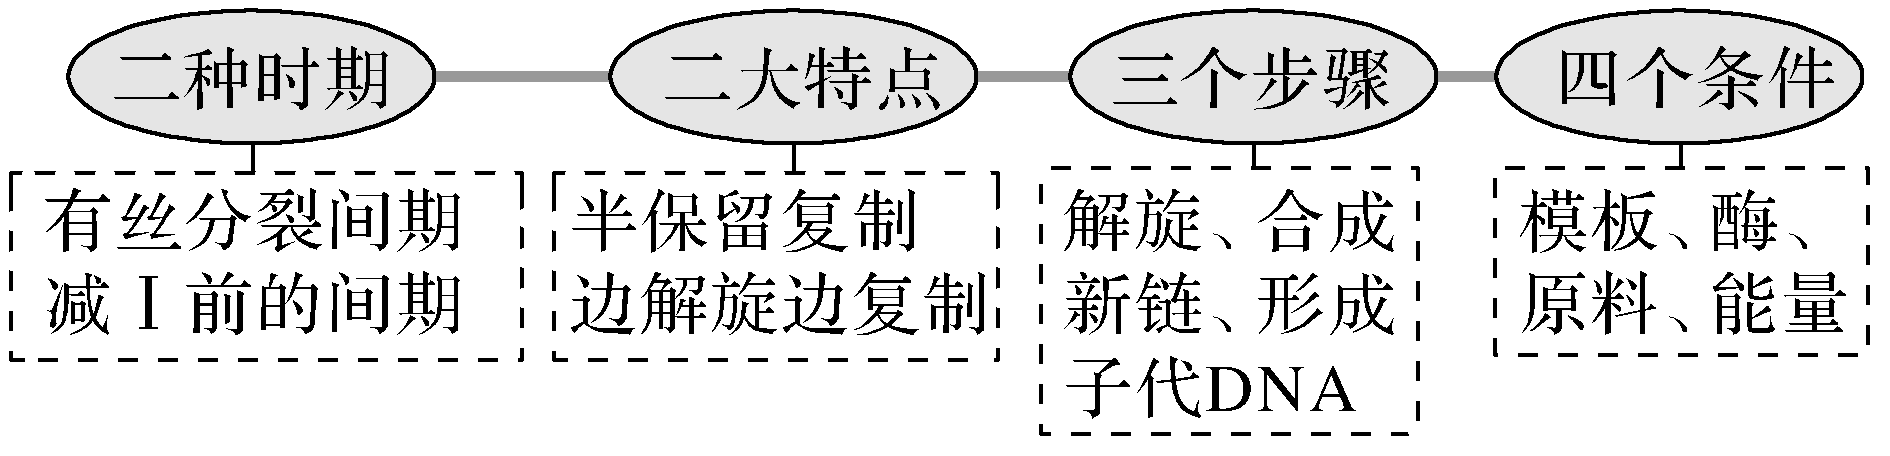 二种时期
二大特点
三个步骤
四个条件
有丝分裂间期
减Ⅰ前的间期
半保留复制
边解旋边复制
解旋、合成
新链、形成
子代DNA
模板、酶、
原料、能量